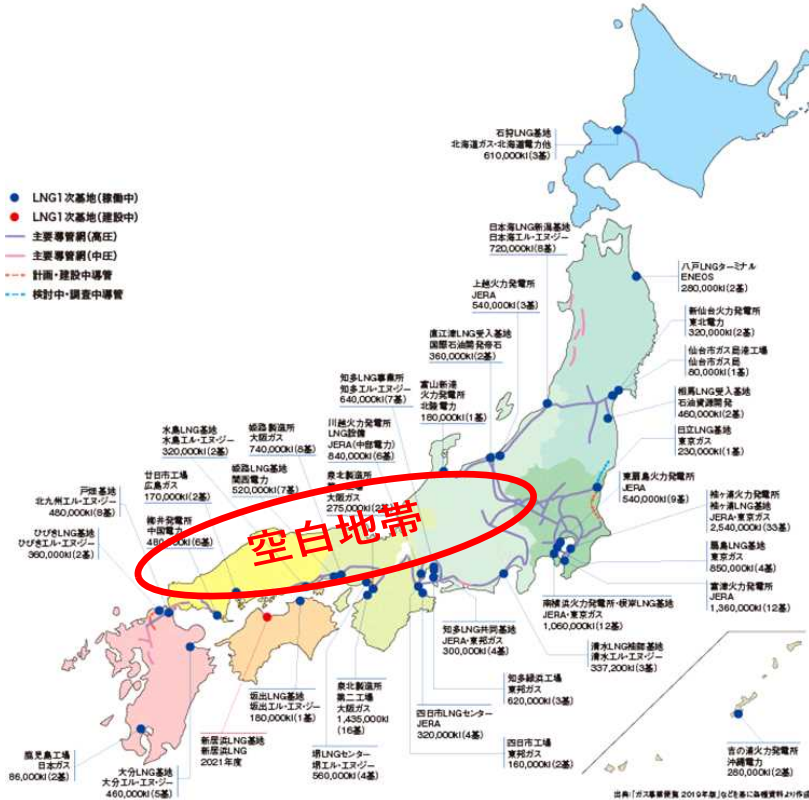 石狩LNG基地
北海道ガス・北海道電力他
610,000kl(3基)
LNG1次基地(稼働中)
LNG1次基地(建設中)
主要導管網(高圧)
主要導管網(中圧)
計画・建設中導管
検討中・調査中導管
日本海LNG新潟基地
日本海エル・エヌ・ジー
720,000kl(8基)
八戸LNGターミナル
ENEOS
280,000kl(2基)
上越火力発電所
JERA
540,000kl(3基)
新仙台火力発電所
東北電力
320,000kl(2基)
直江津LNG受入基地
国際石油開発帝石
360,000kl(2基)
仙台市ガス局港工場
仙台市ガス局
80,000kl(1基)
知多LNG事業所
知多エル・エヌ・ジー
640,000kl(7基)
富山新港
火力発電所
北陸電力
180,000kl(1基)
相馬LNG受入基地
石油資源開発
460,000kl(2基)
水島LNG基地
水島エル・エヌ・ジー
320,000kl(2基)
姫路製造所
大阪ガス
740,000kl(8基)
川越火力発電所
LNG設備
JERA(中部電力)
840,000kl(6基)
日立LNG基地
東京ガス
230,000kl(1基)
廿日市工場
広島ガス
170,000kl(2基)
姫路LNG基地
関西電力
520,000kl(7基)
泉北製造所
大阪ガス
275,000kl
東扇島火力発電所
JERA
540,000kl(9基)
戸畑基地
北九州エル・エヌ・ジー
480,000kl(8基)
柳井発電所
中国電力
(6基)
空白地帯
袖ヶ浦火力発電所
袖ヶ浦LNG基地
JERA・東京ガス
2,540,000kl(33基)
ひびきLNG基地
ひびきエル・エヌ・ジー
360,000kl(2基)
扇島LNG基地
東京ガス
850,000kl(4基)
富津火力発電所
JERA
1,360,000kl(12基)
南横浜火力発電所・根岸LNG基地
JERA・東京ガス
1,060,000kl(12基)
知多LNG共同基地
JERA・東邦ガス
300,000kl(4基)
清水LNG袖師基地
清水エル・エヌ・ジー
337,200kl(3基)
知多緑浜工場
東邦ガス
620,000kl(3基)
坂出LNG基地
坂出エル・エヌ・ジー
180,000kl(1基)
泉北製造所
第二工場
大阪ガス
1,435,000kl
(16基)
四日市LNGセンター
JERA
320,000kl(4基)
新居浜LNG基地
新居浜LNG
2021年度
堺LNGセンター
堺エル・エヌ・ジー
560,000kl(4基)
四日市工場
東邦ガス
160,000kl(2基)
鹿児島工場
日本ガス
86,000kl(2基)
大分LNG基地
大分エル・エヌ・ジー
460,000kl(5基)
吉の浦火力発電所
沖縄電力
280,000kl(2基)
出典:「ガス事業便覧 2019年版」などを基に各種資料より作成